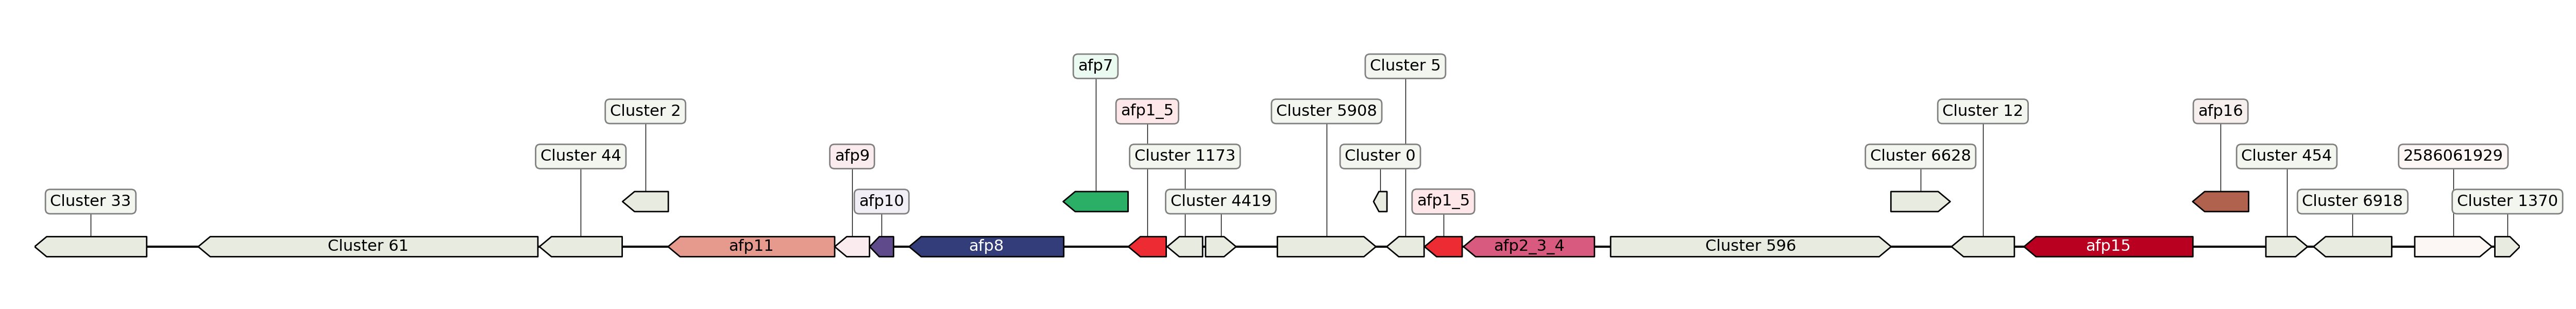 afp7
Cluster 5
Cluster 2
afp1_5
Cluster 5908
Cluster 12
afp16
Cluster 44
afp9
Cluster 1173
Cluster 0
Cluster 6628
Cluster 454
2586061929
Cluster 33
afp10
Cluster 4419
afp1_5
Cluster 6918
Cluster 1370
Cluster 61
afp11
afp8
afp2_3_4
Cluster 596
afp15